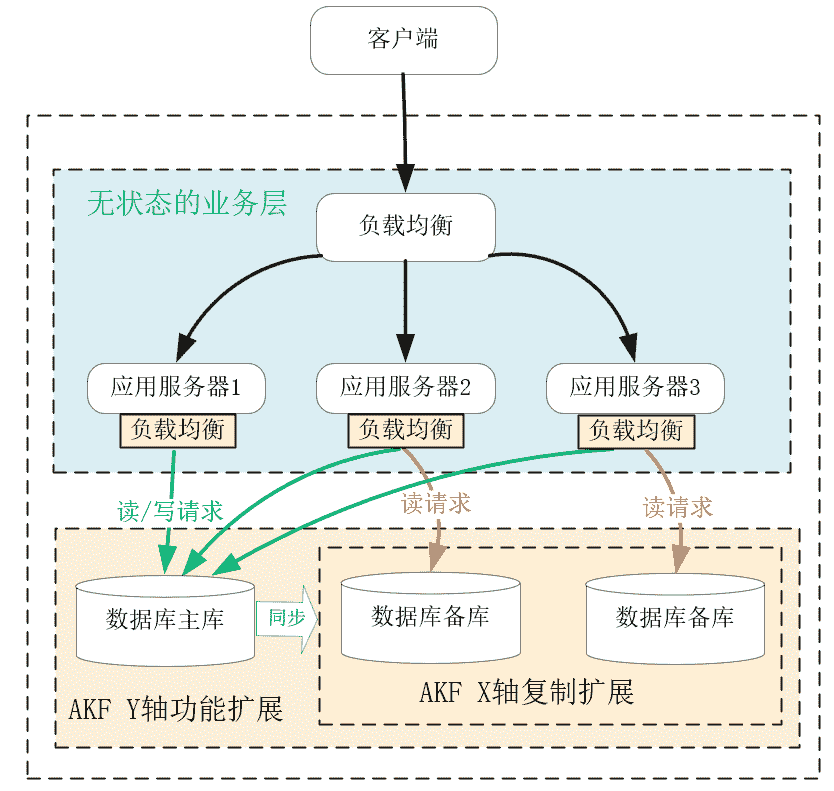 客户端
无状态的业务层
负载均衡
应用服务器1
应用服务器2
应用服务器3
负载均衡
负载均衡
负载均衡
读/写请求
读请求
读请求
数据库主库
同步
数据库备库
数据库备库
AKF Y轴功能扩展
AKF X轴复制扩展